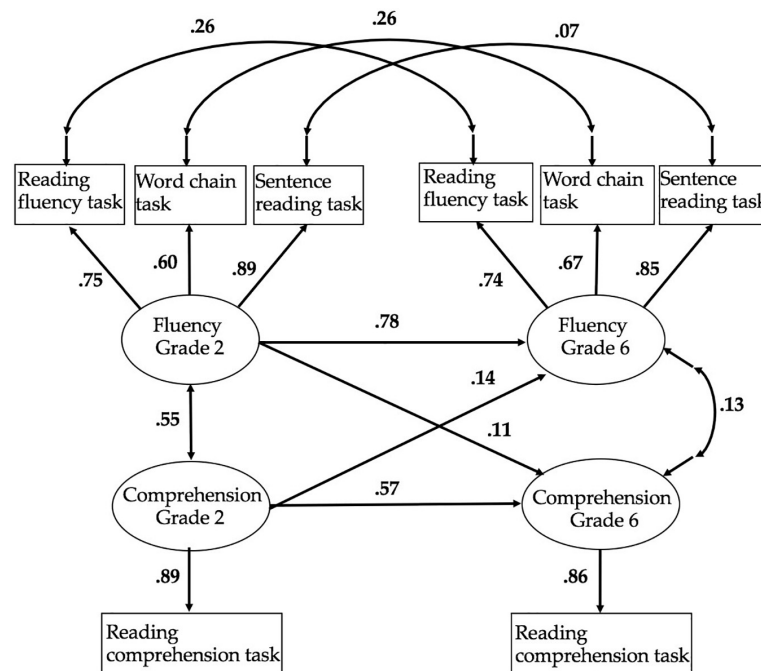 .26
.26
.07
Reading
fluency task
Word chain
task
Sentence
reading task
Reading
fluency task
Word chain
task
Sentence
reading task
.75
.60
.89
.74
.67
.85
Fluency
Grade 2
.78
Fluency
Grade 6
.14
.55
.11
.13
Comprehension
Grade 2
.57
Comprehension
Grade 6
.89
.86
Reading
comprehension task
Reading
comprehension task